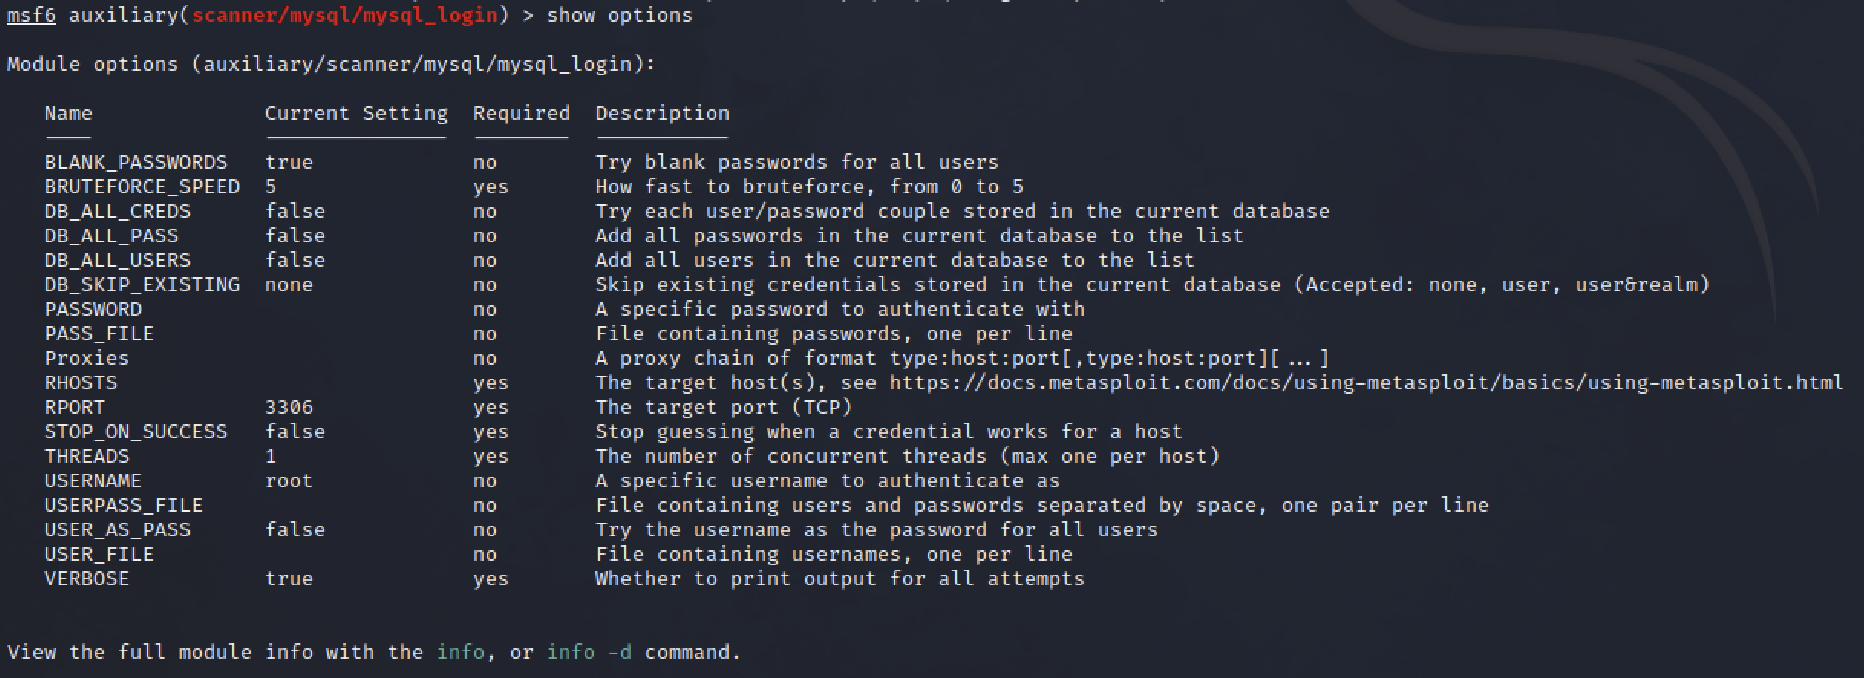 msf6 auxiliary(scanner/mysql/mysql_login) > show options
Module options (auxiliary/scanner/mysql/mysql_login):
Name Current Setting Required Description
BLANK_PASSWORDS true no Try blank passwords for all users
BRUTEFORCE_SPEED 5 yes How fast to bruteforce, from 0 to 5
DB_ALL_CREDS false no Try each user/password couple stored in the current database
DB_ALL_PASS false no Add all passwords in the current database to the list
DB_ALL_USERS false no Add all users in the current database to the list
DB_SKIP_EXISTING none no Skip existing credentials stored in the current database (Accepted: none, user, user&realm)
PASSWORD no A specific password to authenticate with
PASS_FILE no File containing passwords, one per line
Proxies no A proxy chain of format type:host:port[,type:host:port][...]
RHOSTS yes The target host(s), see https://docs.metasploit.com/docs/using-metasploit/basics/using-metasploit.html
RPORT 3306 yes The target port (TCP)
STOP_ON_SUCCESS false yes Stop guessing when a credential works for a host
THREADS 1 yes The number of concurrent threads (max one per host)
USERNAME root no A specific username to authenticate as
USERPASS_FILE no File containing users and passwords separated by space, one pair per line
USER_AS_PASS false no Try the username as the password for all users
USER_FILE no File containing usernames, one per line
VERBOSE true yes Whether to print output for all attempts
View the full module info with the info, or info -d command.